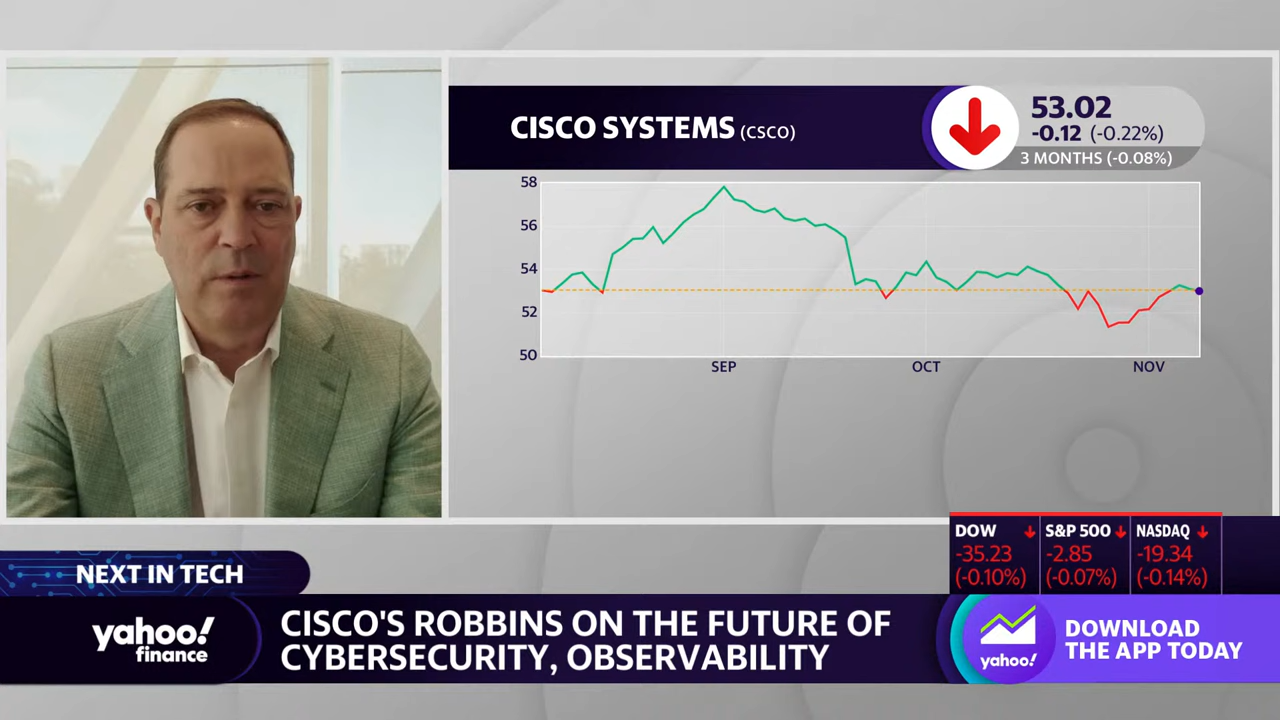 CISCO SYSTEMS (CSCO)
53.02
-0.12 (-0.22%)
3 MONTHS (-0.08%)
58
56
54
52
50
SEP OCT NOV
DOW S&P 500 NASDAQ
-35.23 -2.85 -19.34
(-0.10%) (-0.07%) (-0.14%)
NEXT IN TECH
yahoo!
finance
CISCO'S ROBBINS ON THE FUTURE OF
CYBERSECURITY, OBSERVABILITY
yahoo!
DOWNLOAD
THE APP TODAY